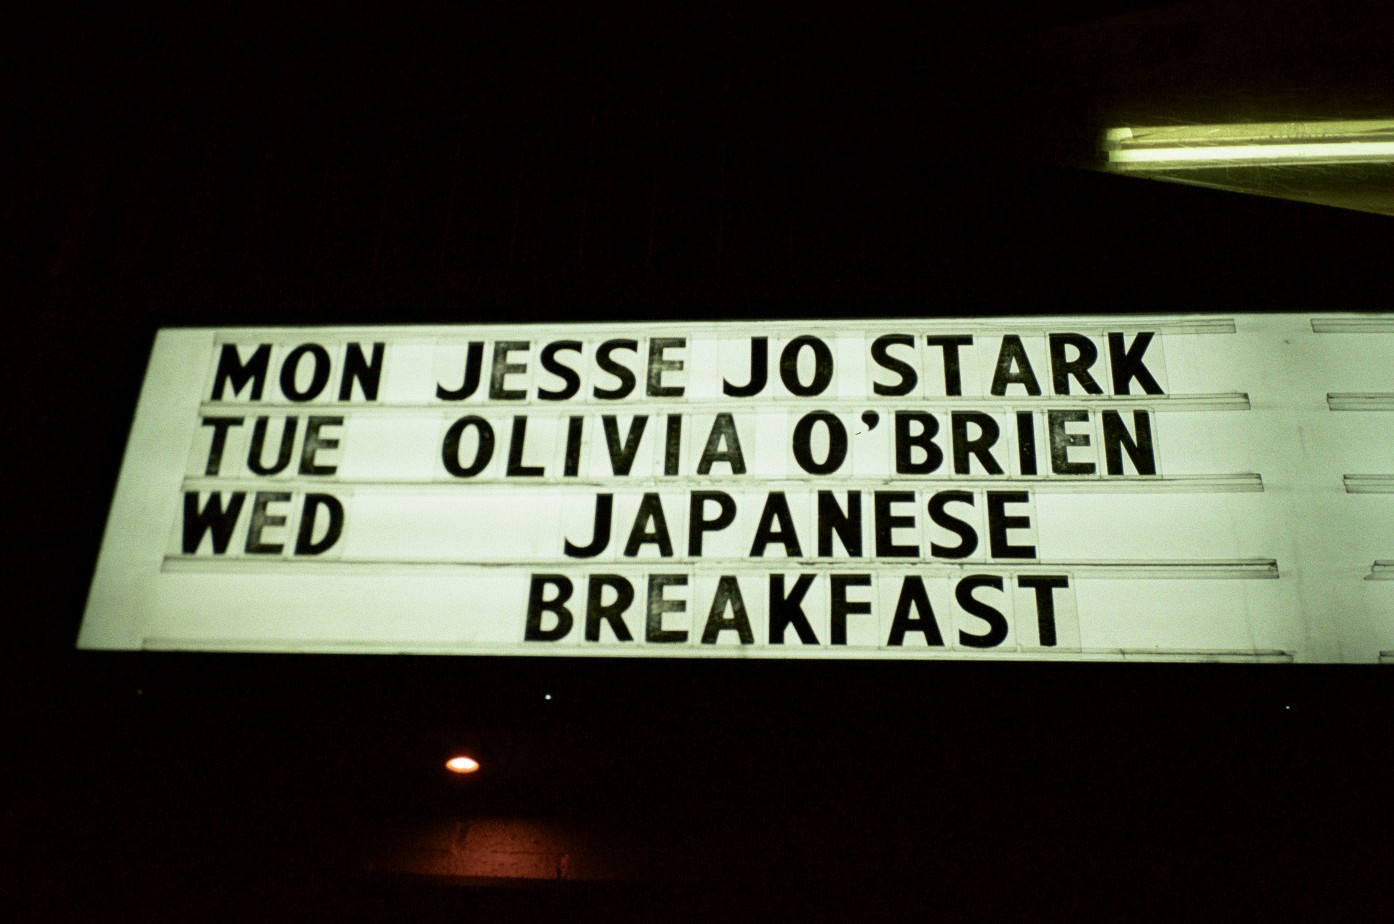 MON JESSE JO STARK
TUE OLIVIA O'BRIEN
WED JAPANESE
BREAKFAST